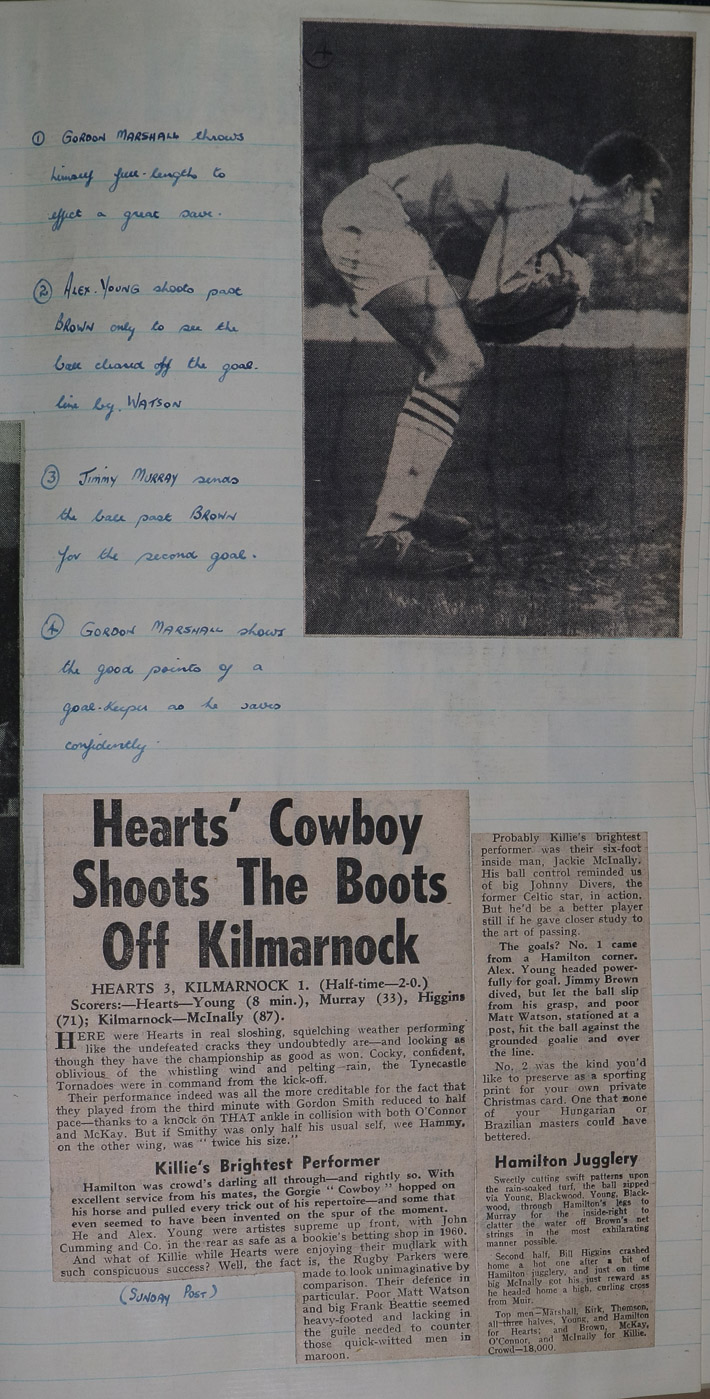 4
① GORDON MARSHALL throws
himself full-lengths to
effect a great save.
② ALEX. YOUNG shoots past
BROWN only to see the
ball cleared off the goal-
line by. WATSON
③ JIMMY MURRAY sends
the ball past BROWN
for the second goal.
④ GORDON MARSHALL shows
the good points of a
goal-keeper as he saves
confidently.
Hearts' Cowboy
Shoots The Boots
Off Kilmarnock
HEARTS 3, KILMARNOCK 1. (Half-time—2-0.)
Scorers:—Hearts—Young (8 min.), Murray (33), Higgins
(71); Kilmarnock—McInally (87).
HERE were Hearts in real sloshing, squelching weather performing
like the undefeated cracks they undoubtedly are—and looking as
though they have the championship as good as won. Cocky, confident,
oblivious of the whistling wind and pelting rain, the Tynecastle
Tornadoes were in command from the kick-off.
Their performance indeed was all the more creditable for the fact that
they played from the third minute with Gordon Smith reduced to half
pace—thanks to a knock on THAT ankle in collision with both O'Connor
and McKay. But if Smithy was only half his usual self, wee Hammy,
on the other wing, was "twice his size."
Killie's Brightest Performer
Hamilton was crowd's darling all through—and rightly so. With
excellent service from his mates, the Gorgie "Cowboy" hopped on
his horse and pulled every trick out of his repertoire—and some that
even seemed to have been invented on the spur of the moment.
He and Alex. Young were artistes supreme up front, with John
Cumming and Co. in the rear as safe as a bookie's betting shop in 1960.
And what of Killie while Hearts were enjoying their mudlark with
such conspicuous success? Well, the fact is, the Rugby Parkers were
made to look unimaginative by
comparison. Their defence in
particular. Poor Matt Watson
and big Frank Beattie seemed
heavy-footed and lacking in
the guile needed to counter
those quick-witted men in
maroon.
(SUNDAY POST)
Probably Killie's brightest
performer was their six-foot
inside man, Jackie McInally.
His ball control reminded us
of big Johnny Divers, the
former Celtic star, in action.
But he'd be a better player
still if he gave closer study to
the art of passing.
The goals? No. 1 came
from a Hamilton corner.
Alex. Young headed power-
fully for goal. Jimmy Brown
dived, but let the ball slip
from his grasp, and poor
Matt Watson, stationed at a
post, hit the ball against the
grounded goalie and over
the line.
No. 2 was the kind you'd
like to preserve as a sporting
print for your own private
Christmas card. One that none
of your Hungarian or
Brazilian masters could have
bettered.
Hamilton Jugglery
Sweetly cutting swift patterns upon
the rain-soaked turf, the ball sipped
via Young, Blackwood, Young, Black-
wood, through Hamilton's legs to
Murray for the inside-right to
clatter the water off Brown's net
strings in the most exhilarating
manner possible.
Second half, Bill Higgins crashed
home a hot one after a bit of
Hamilton jugglery, and just on time
big McInally got his just reward as
he headed home a high, curling cross
from Muir.
Top men—Marshall, Kirk, Thomson,
all three halves, Young, and Hamilton
for Hearts; and Brown, McKay,
O'Connor, and McInally for Killie.
Crowd—18,000.